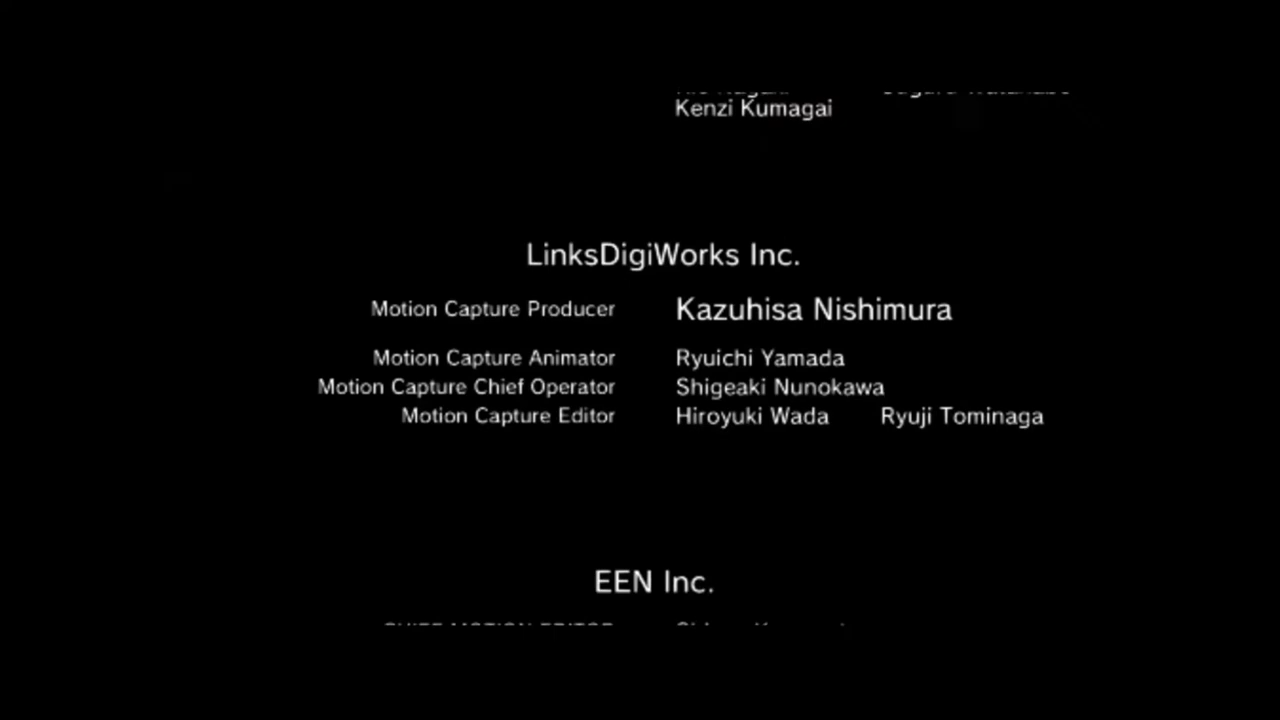 Kenzi Kumagai
LinksDigiWorks Inc.
Motion Capture Producer Kazuhisa Nishimura
Motion Capture Animator Ryuichi Yamada
Motion Capture Chief Operator Shigeaki Nunokawa
Motion Capture Editor Hiroyuki Wada Ryuji Tominaga
EEN Inc.